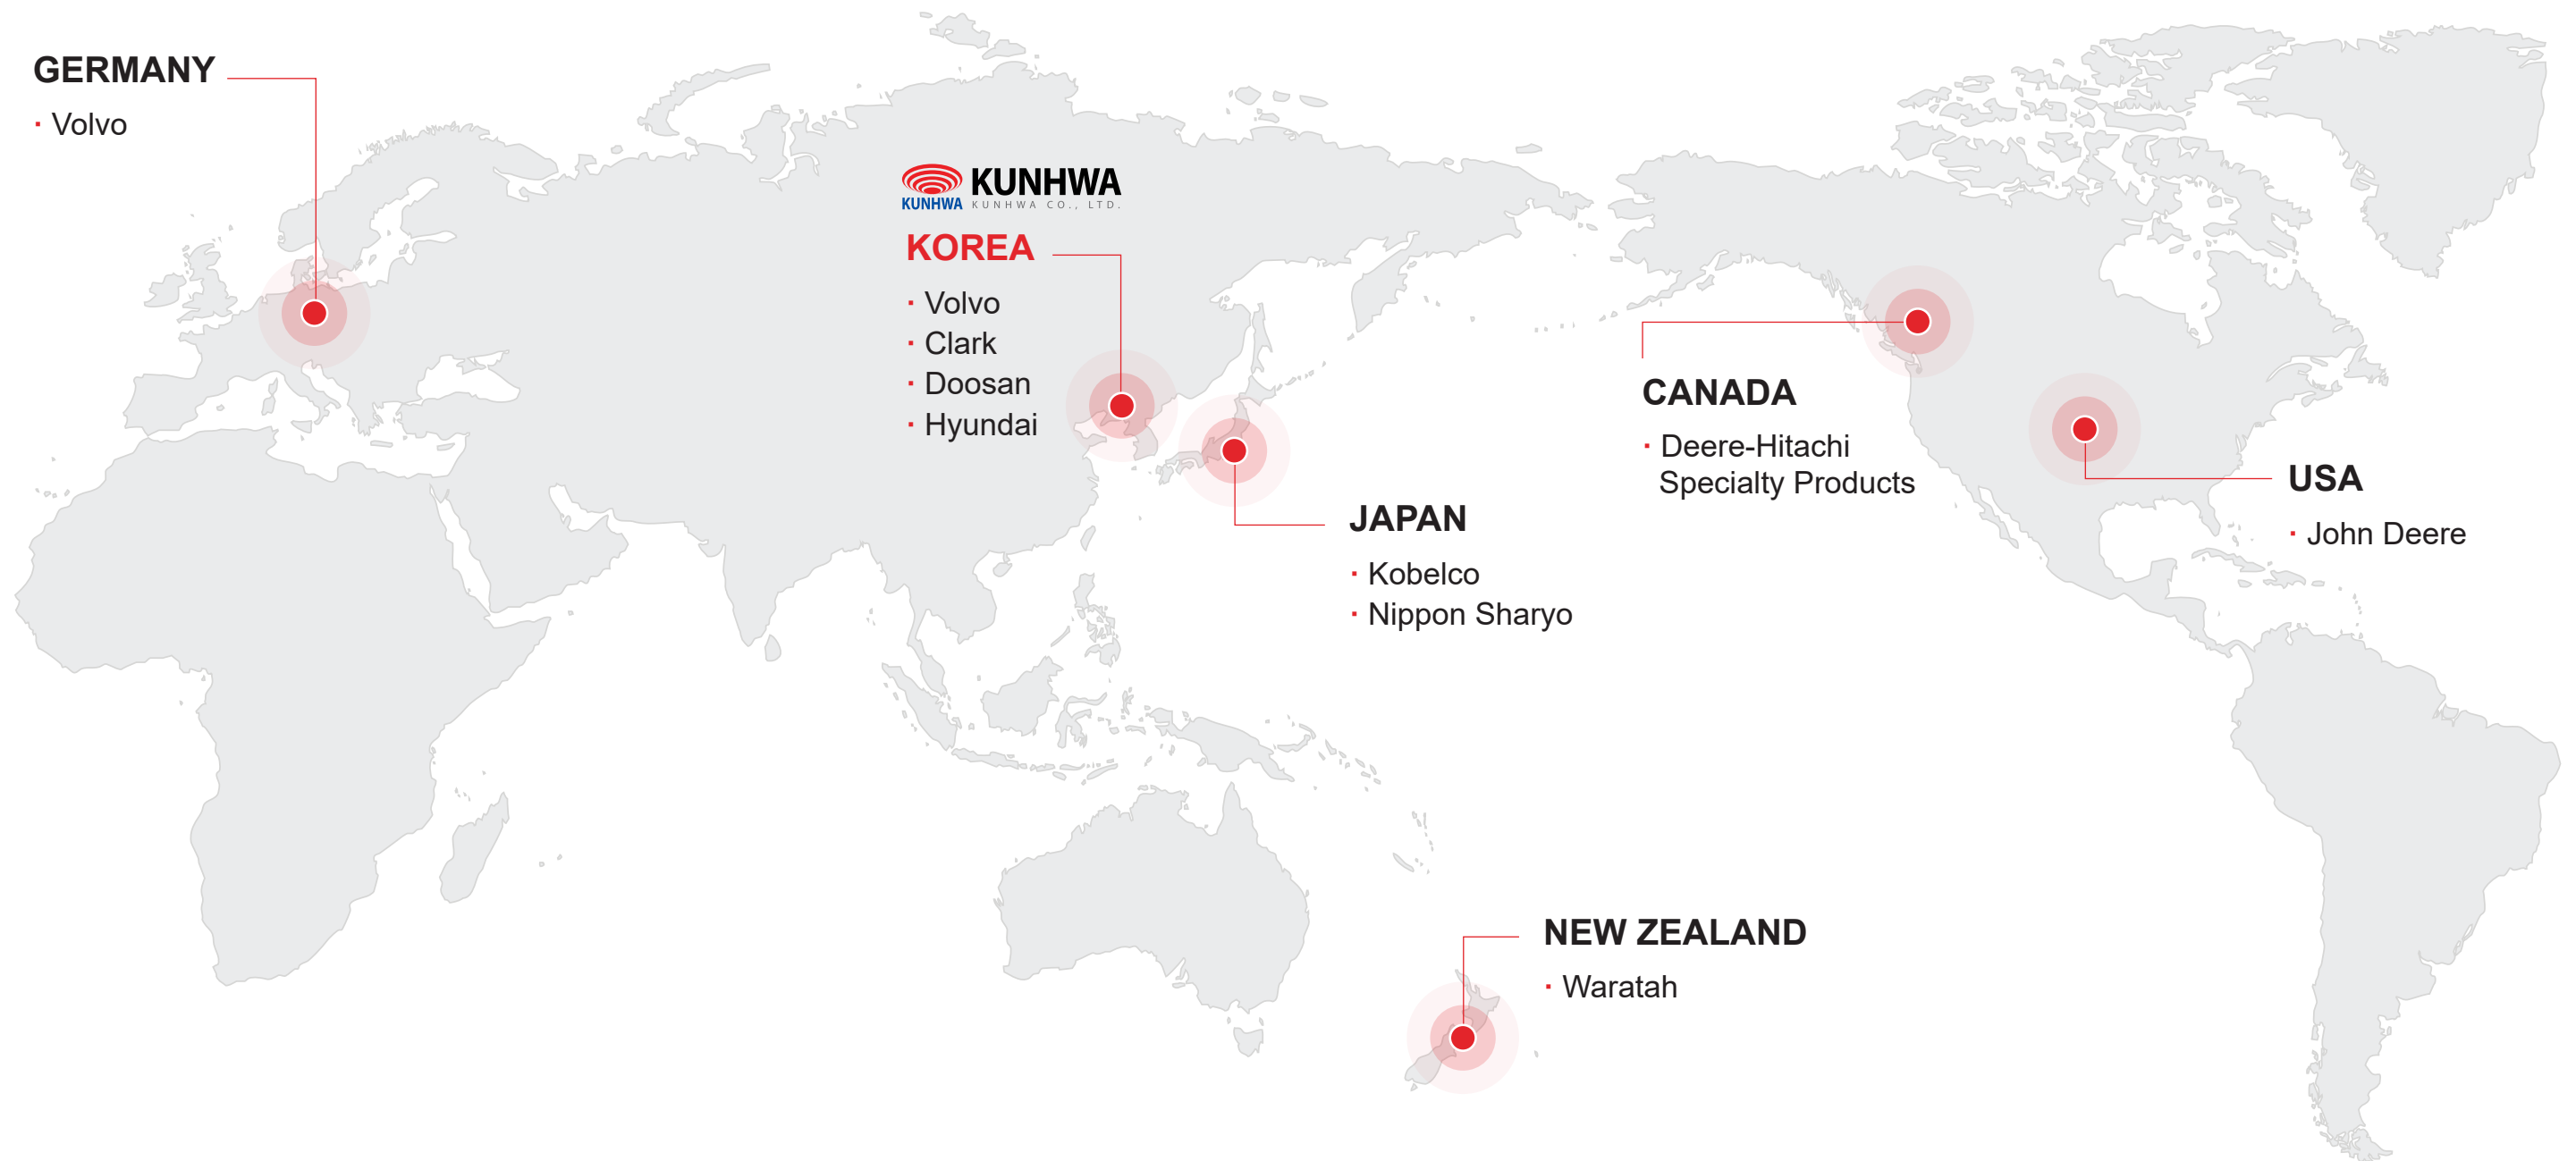 GERMANY
· Volvo
KUNHWA
KUNHWA
KUNHWA CO., LTD.
KOREA
· Volvo
· Clark
· Doosan
· Hyundai
JAPAN
· Kobelco
· Nippon Sharyo
CANADA
· Deere-Hitachi
Specialty Products
USA
· John Deere
NEW ZEALAND
· Waratah